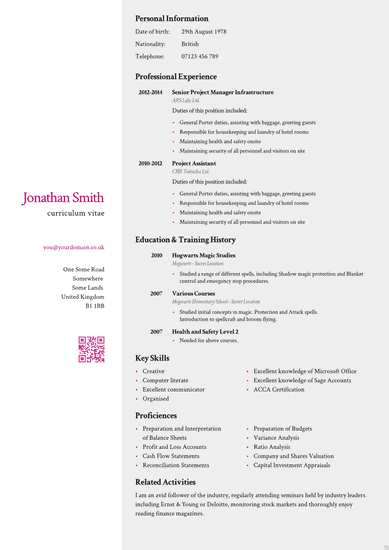 Jonathan Smith
curriculum vitae
you@yourdomain.co.uk
One Some Road
Somewhere
Some Lands
United Kingdom
B1 1BB
Personal Information
Date of birth: 29th August 1978
Nationality: British
Telephone: 07123 456 789
Professional Experience
2012-2014 Senior Project Manager Infrastructure
ARS Labs Ltd.
Duties of this position included:
• General Porter duties, assisting with baggage, greeting guests
• Responsible for housekeeping and laundry of hotel rooms
• Maintaining health and safety onsite
• Maintaining security of all personnel and visitors on site
2010-2012 Project Assistant
Ltd.
Duties of this position included:
• General Porter duties, assisting with baggage, greeting guests
• Responsible for housekeeping and laundry of hotel rooms
• Maintaining health and safety onsite
• Maintaining security of all personnel and visitors on site
Education & Training History
2010 Hogwarts Magic Studies
Hogwarts - Secret Location
• Studied a range of different spells, including Shadow magic protection and Blanket
control and emergency stop procedures.
2007 Various Courses
Hogwarts Elementary School - Secret Location
• Studied initial concepts in magic. Protection and Attack spells.
Introduction to spellcraft and broom flying.
2007 Health and Safety Level 2
• Needed for above courses.
Key Skills
• Creative
• Computer literate
• Excellent communicator
• Organised
• Excellent knowledge of Microsoft Office
• Excellent knowledge of Sage Accounts
• ACCA Certification
Proficiences
• Preparation and Interpretation
of Balance Sheets
• Profit and Loss Accounts
• Cash Flow Statements
• Reconciliation Statements
• Preparation of Budgets
• Variance Analysis
• Ratio Analysis
• Company and Shares Valuation
• Capital Investment Appraisals
Related Activities
I am an avid follower of the industry, regularly attending seminars held by industry leaders
including Ernst & Young or Deloitte, monitoring stock markets and thoroughly enjoy
reading finance magazines.